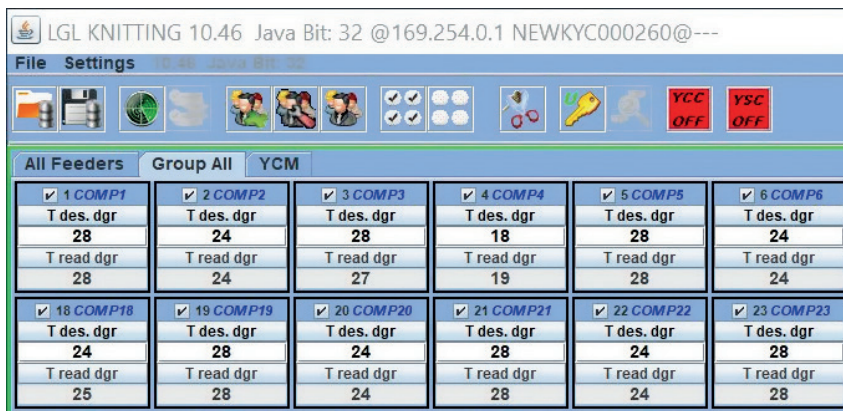 LGL KNITTING 10.46 Java Bit: 32 @169.254.0.1 NEWKYC000260@---
File Settings 10.46 Java Bit: 32
YCC OFF YSC OFF
All Feeders Group All YCM
1 COMP1 2 COMP2 3 COMP3 4 COMP4 5 COMP5 6 COMP6
T des. dgr T des. dgr T des. dgr T des. dgr T des. dgr T des. dgr
28 24 28 18 28 24
T read dgr T read dgr T read dgr T read dgr T read dgr T read dgr
28 24 27 19 28 24
18 COMP18 19 COMP19 20 COMP20 21 COMP21 22 COMP22 23 COMP23
T des. dgr T des. dgr T des. dgr T des. dgr T des. dgr T des. dgr
24 28 24 28 24 28
T read dgr T read dgr T read dgr T read dgr T read dgr T read dgr
25 28 24 28 24 28